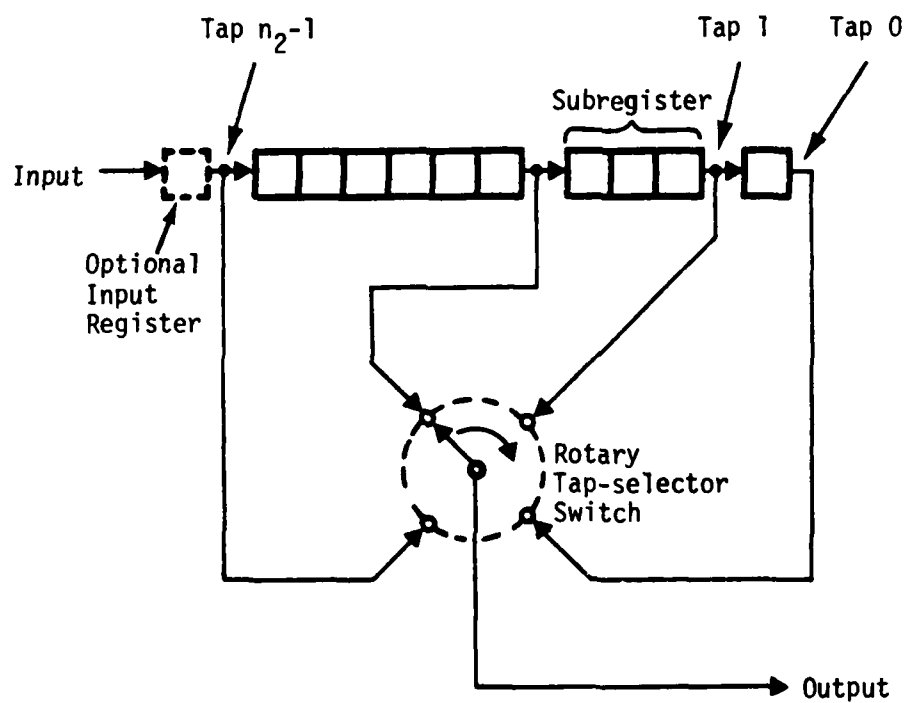 Tap n₂-1
Tap 1
Tap 0
Subregister
Input
Optional
Input
Register
Rotary
Tap-selector
Switch
Output